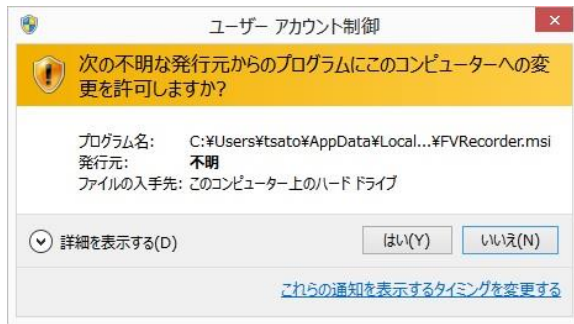 ユーザー アカウント制御
次の不明な発行元からのプログラムにこのコンピューターへの変
更を許可しますか?
プログラム名: C:¥Users¥tsato¥AppData¥Local...¥FVRecorder.msi
発行元: 不明
ファイルの入手先: このコンピューター上のハード ドライブ
詳細を表示する(D) はい(Y) いいえ(N)
これらの通知を表示するタイミングを変更する